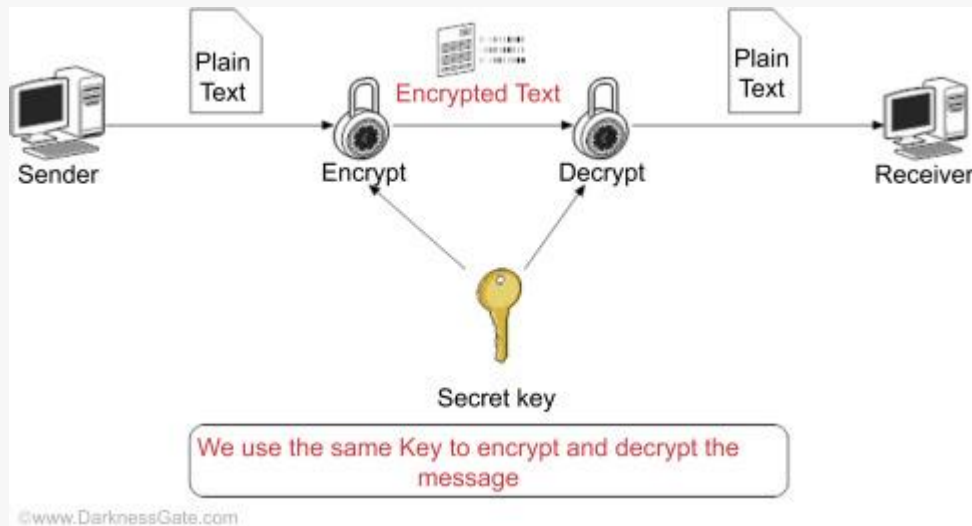 Plain
Text
Plain
Text
Encrypted Text
Sender
Encrypt
Decrypt
Receiver
Secret key
We use the same Key to encrypt and decrypt the
message
©www.DarknessGate.com